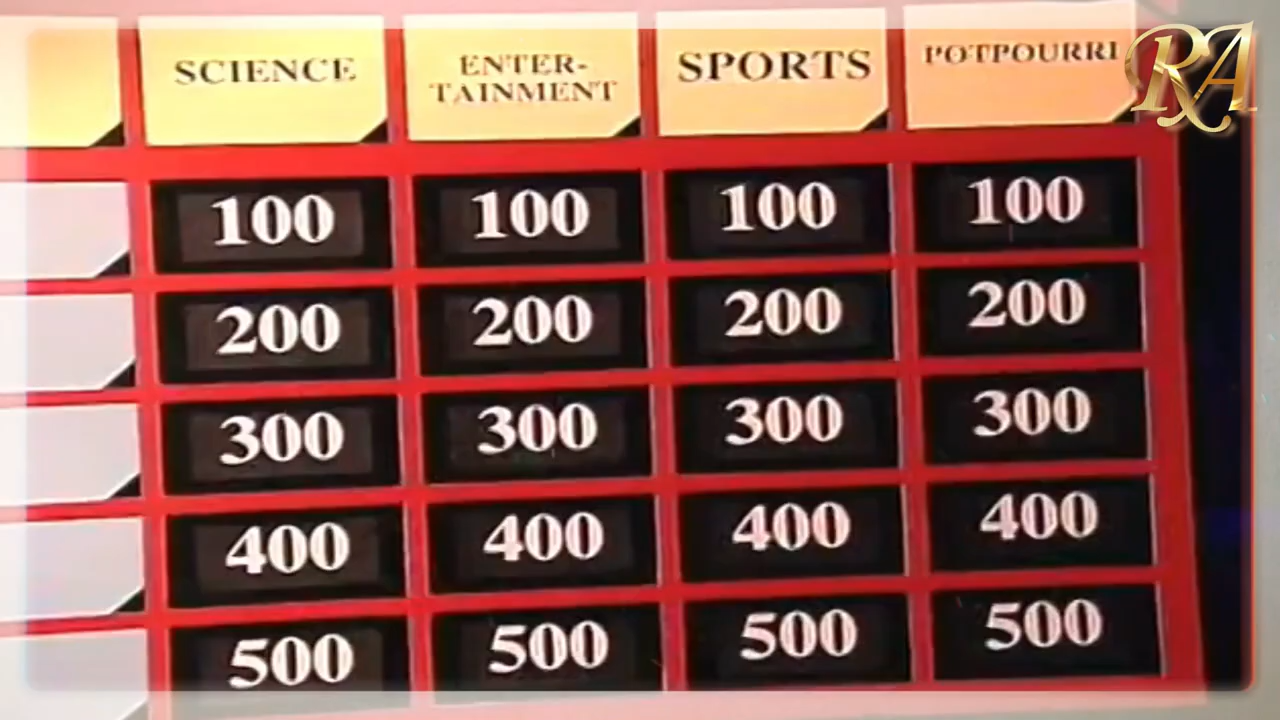 SCIENCE
ENTER-
TAINMENT
SPORTS
POTPOURRI
RA
100 100 100 100
200 200 200 200
300 300 300 300
400 400 400 400
500 500 500 500